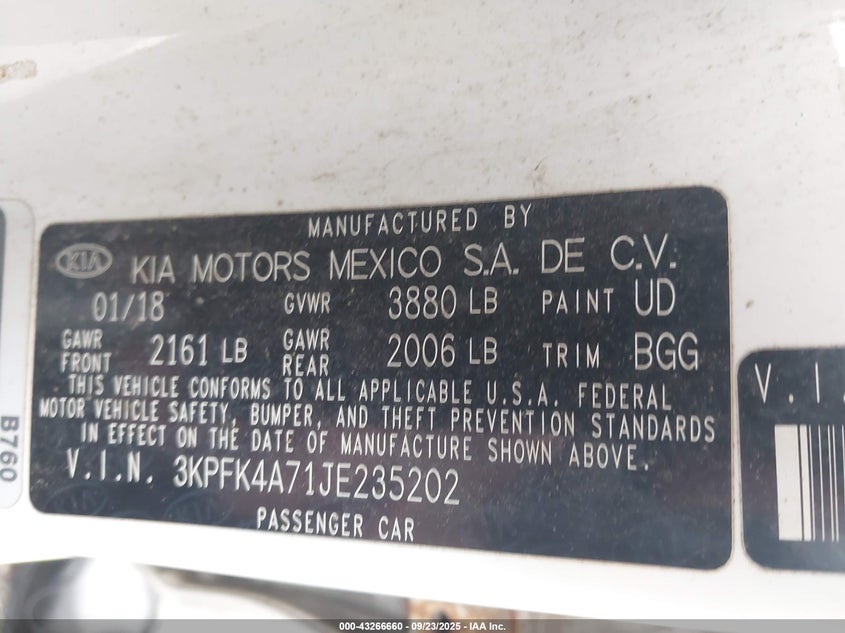 MANUFACTURED BY
KIA KIA MOTORS MEXICO S.A. DE C.V.
01/18 GVWR 3880 LB PAINT UD
GAWR FRONT 2161 LB GAWR REAR 2006 LB TRIM BGG
THIS VEHICLE CONFORMS TO ALL APPLICABLE U.S.A. FEDERAL
MOTOR VEHICLE SAFETY, BUMPER, AND THEFT PREVENTION STANDARDS
IN EFFECT ON THE DATE OF MANUFACTURE SHOWN ABOVE.
V.I.N. 3KPFK4A71JE235202
PASSENGER CAR
B760
V.I.
000-43266660 - 09/23/2025 - IAA Inc.